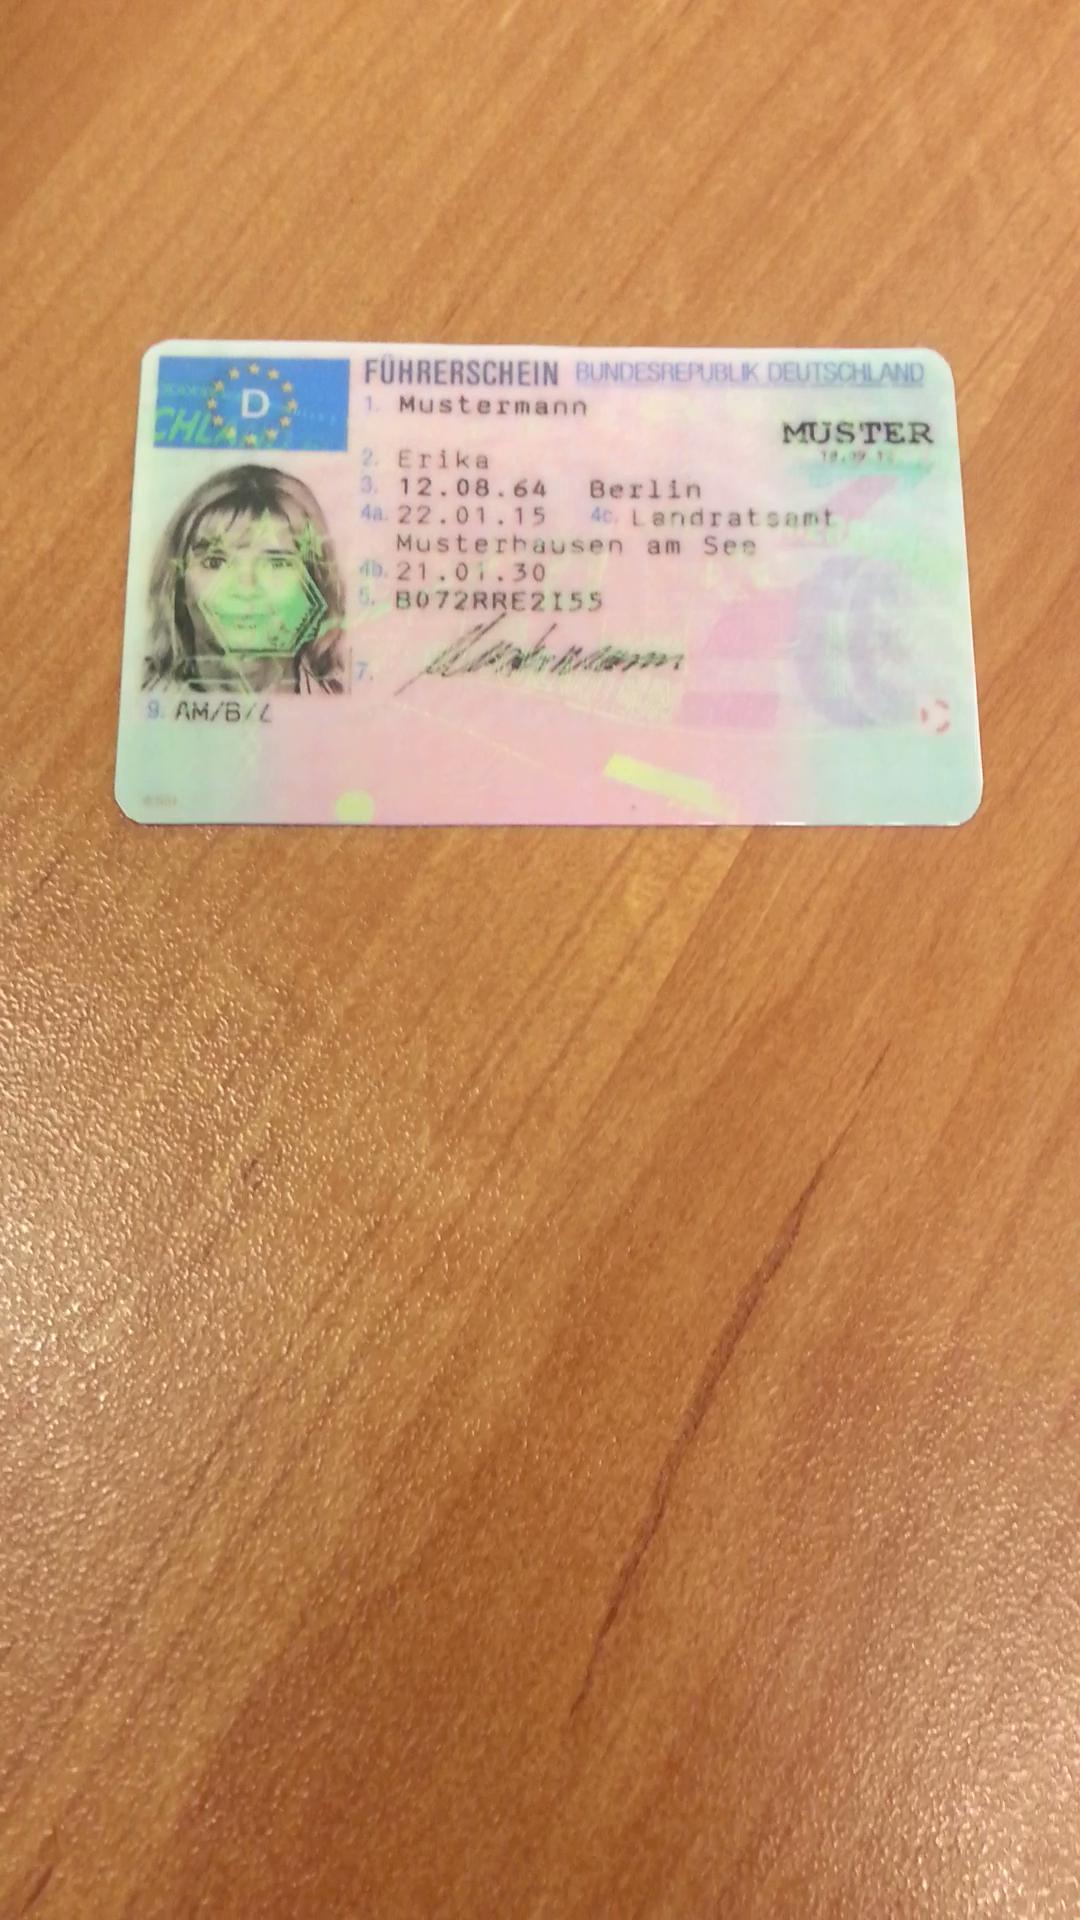 FÜHRERSCHEIN BUNDESREPUBLIK DEUTSCHLAND
D
1. Mustermann
MUSTER
2. Erika
3. 12.08.64 Berlin
4a. 22.01.15 4c. Landratsamt
Musterhausen am See
4b. 21.01.30
5. B072RRE2I55
7. Mustermann
9. AM/B/L